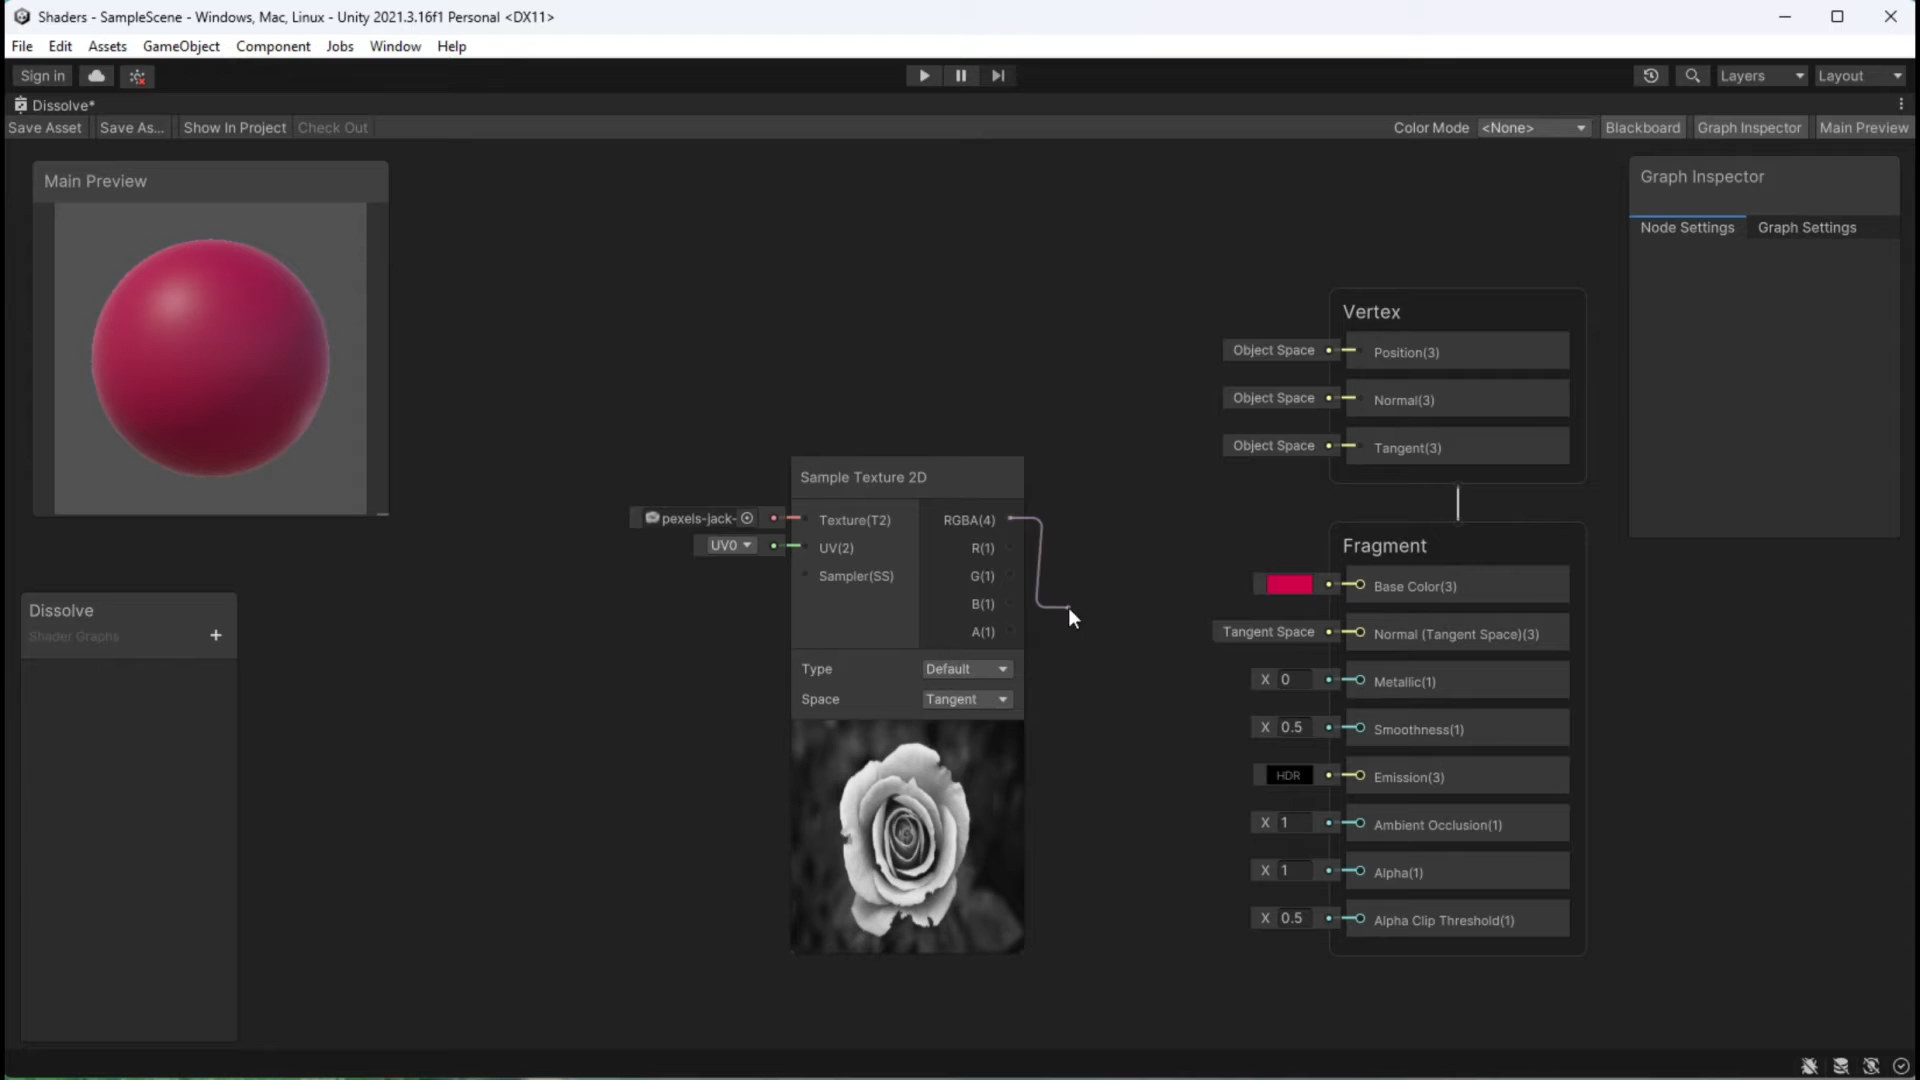 Shaders - SampleScene - Windows, Mac, Linux - Unity 2021.3.16f1 Personal <DX11>
File Edit Assets GameObject Component Jobs Window Help
Sign in
Layers
Layout
Dissolve*
Save Asset Save As... Show In Project Check Out
Color Mode <None> Blackboard Graph Inspector Main Preview
Main Preview
Graph Inspector
Node Settings Graph Settings
Vertex
Object Space Position(3)
Object Space Normal(3)
Object Space Tangent(3)
Sample Texture 2D
pexels-jack- Texture(T2) RGBA(4)
UV0 UV(2) R(1)
Sampler(SS) G(1)
B(1)
A(1)
Type Default
Space Tangent
Fragment
Base Color(3)
Tangent Space Normal (Tangent Space)(3)
X 0 Metallic(1)
X 0.5 Smoothness(1)
HDR Emission(3)
X 1 Ambient Occlusion(1)
X 1 Alpha(1)
X 0.5 Alpha Clip Threshold(1)
Dissolve
Shader Graphs +